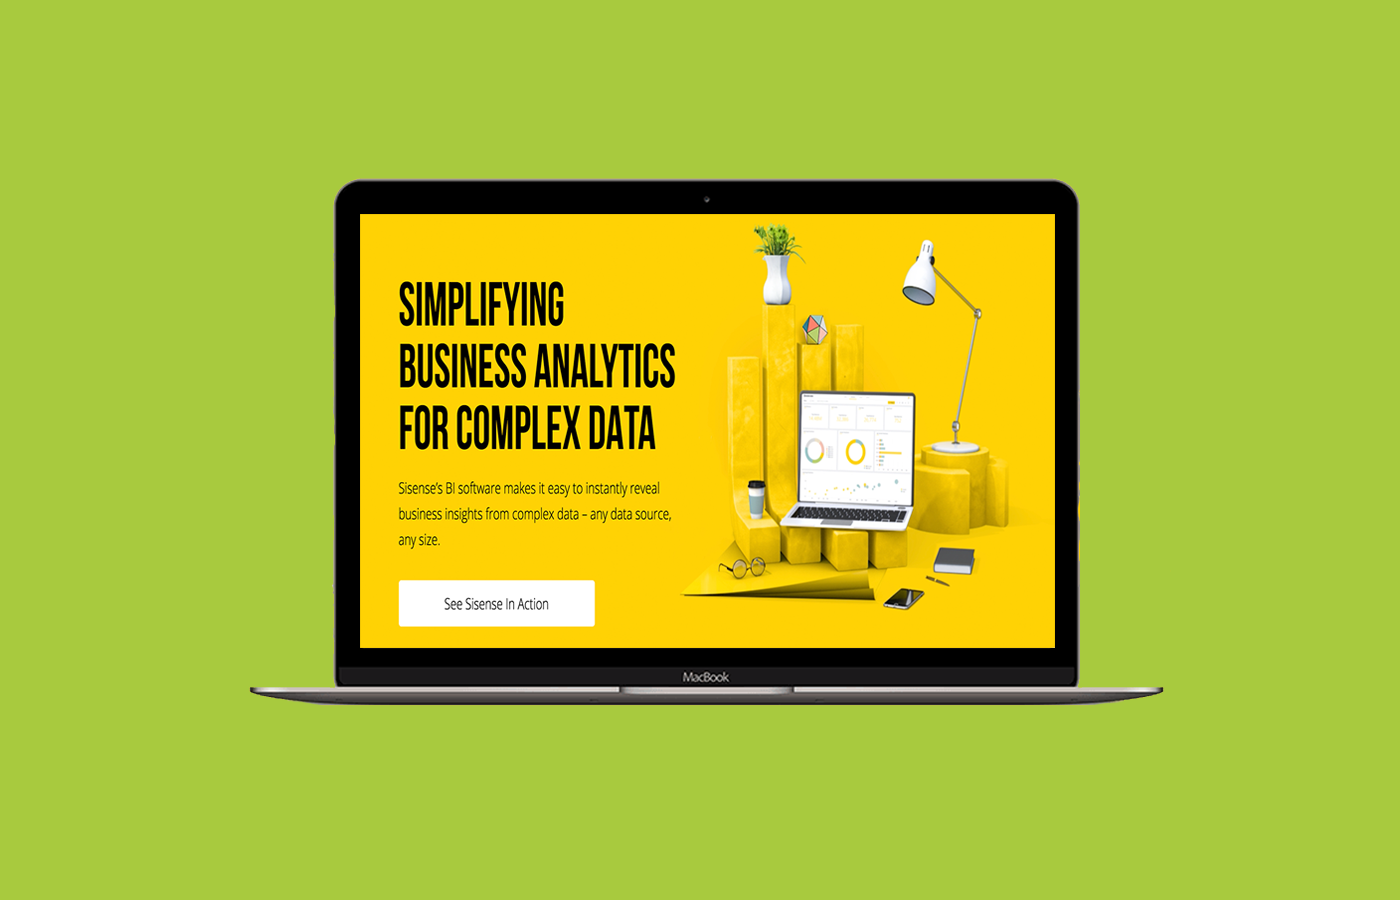 SIMPLIFYING
BUSINESS ANALYTICS
FOR COMPLEX DATA
Sisense's BI software makes it easy to instantly reveal
business insights from complex data – any data source,
any size.
See Sisense In Action
MacBook